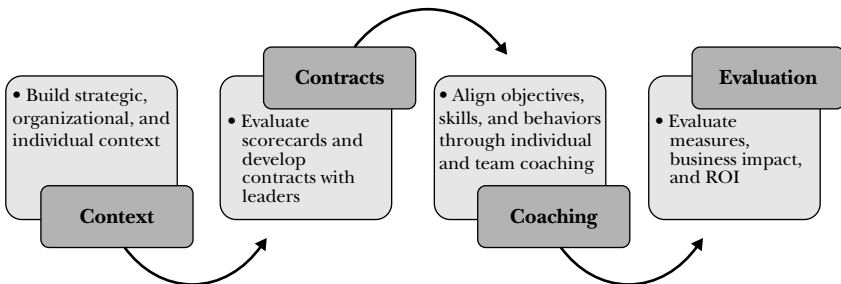 • Build strategic,
organizational, and
individual context
Context
Contracts
• Evaluate
scorecards and
develop
contracts with
leaders
• Align objectives,
skills, and behaviors
through individual
and team coaching
Coaching
Evaluation
• Evaluate
measures,
business impact,
and ROI